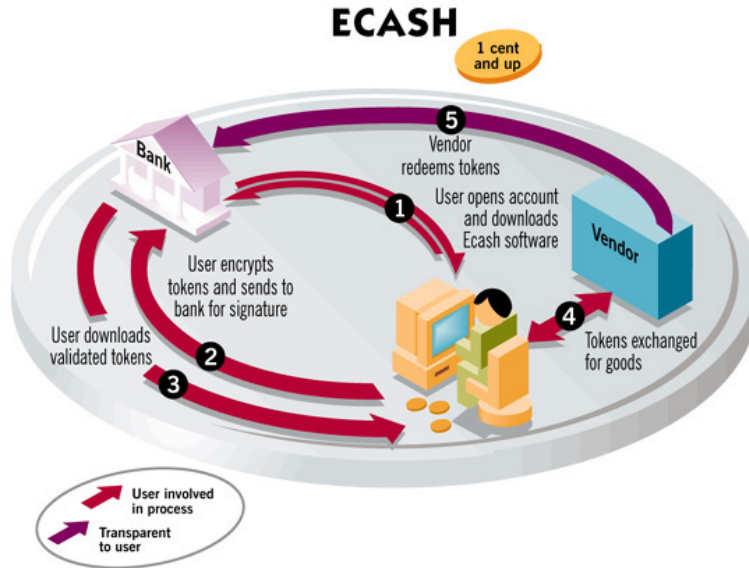 ECASH
1 cent
and up
5
Vendor
redeems tokens
Bank
1
User opens account
and downloads
Ecash software
Vendor
User encrypts
tokens and sends to
bank for signature
4
Tokens exchanged
for goods
User downloads
validated tokens
2
3
User involved
in process
Transparent
to user